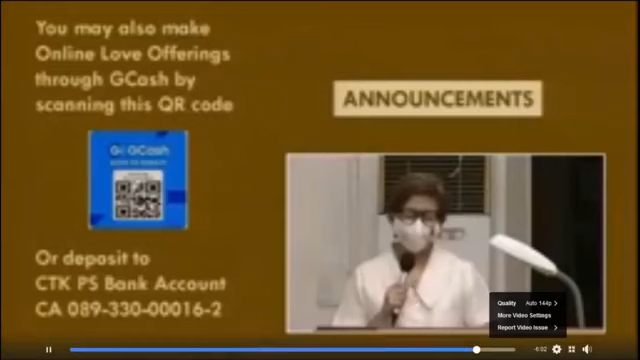 You may also make
Online Love Offerings
through GCash by
scanning this QR code
GCash
Or deposit to
CTK PS Bank Account
CA 089-330-00016-2
ANNOUNCEMENTS
Quality Auto 144p >
More Video Settings
Report Video Issue >
-6:02